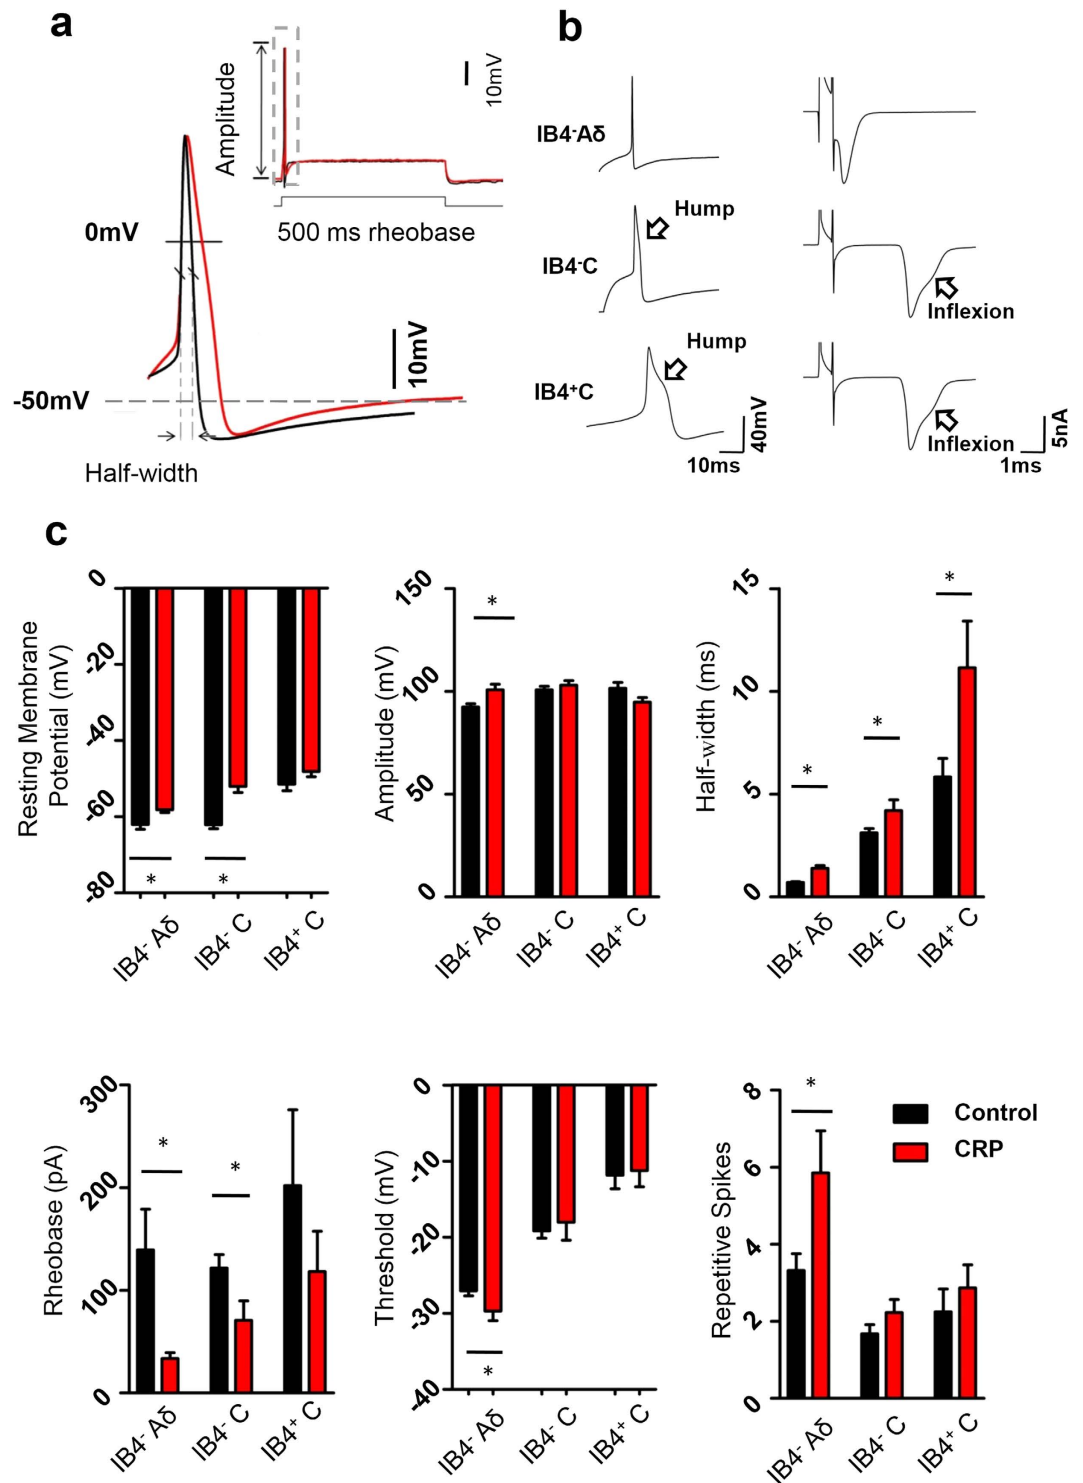 a
Amplitude
10mV
500 ms rheobase
0mV
10mV
-50mV
Half-width
b
IB4⁻Aδ
Hump
IB4⁻C
Inflexion
Hump
IB4⁺C
Inflexion
40mV
10ms
5nA
1ms
c
Resting Membrane
Potential (mV)
0
-20
-40
-60
-80
*
*
IB4⁻ Aδ
IB4⁻ C
IB4⁺ C
Amplitude (mV)
150
100
50
0
*
IB4⁻ Aδ
IB4⁻ C
IB4⁺ C
Half-width (ms)
15
10
5
0
*
*
*
IB4⁻ Aδ
IB4⁻ C
IB4⁺ C
Rheobase (pA)
300
200
100
0
*
*
IB4⁻ Aδ
IB4⁻ C
IB4⁺ C
Threshold (mV)
0
-10
-20
-30
-40
*
IB4⁻ Aδ
IB4⁻ C
IB4⁺ C
Repetitive Spikes
8
6
4
2
0
*
Control
CRP
IB4⁻ Aδ
IB4⁻ C
IB4⁺ C